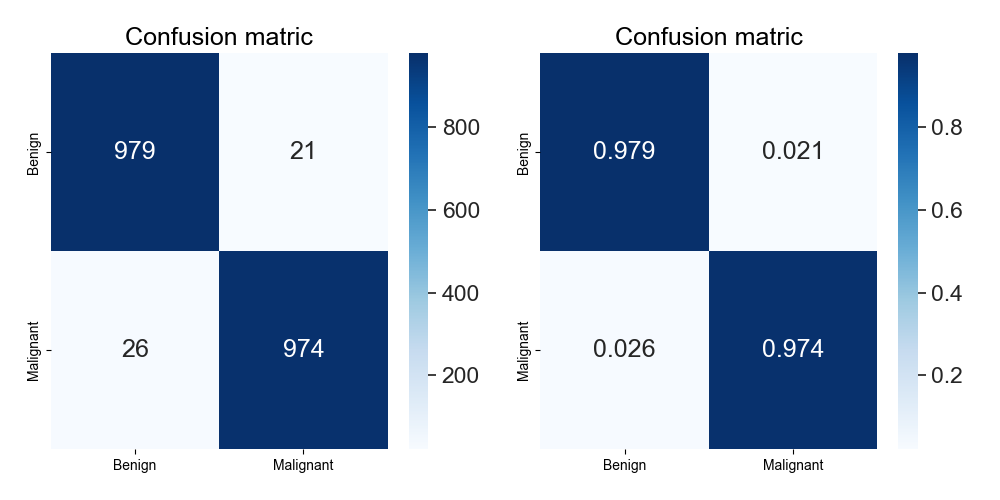 Confusion matric
Benign
Malignant
979 21
26 974
Benign Malignant
800
600
400
200
Confusion matric
Benign
Malignant
0.979 0.021
0.026 0.974
Benign Malignant
0.8
0.6
0.4
0.2